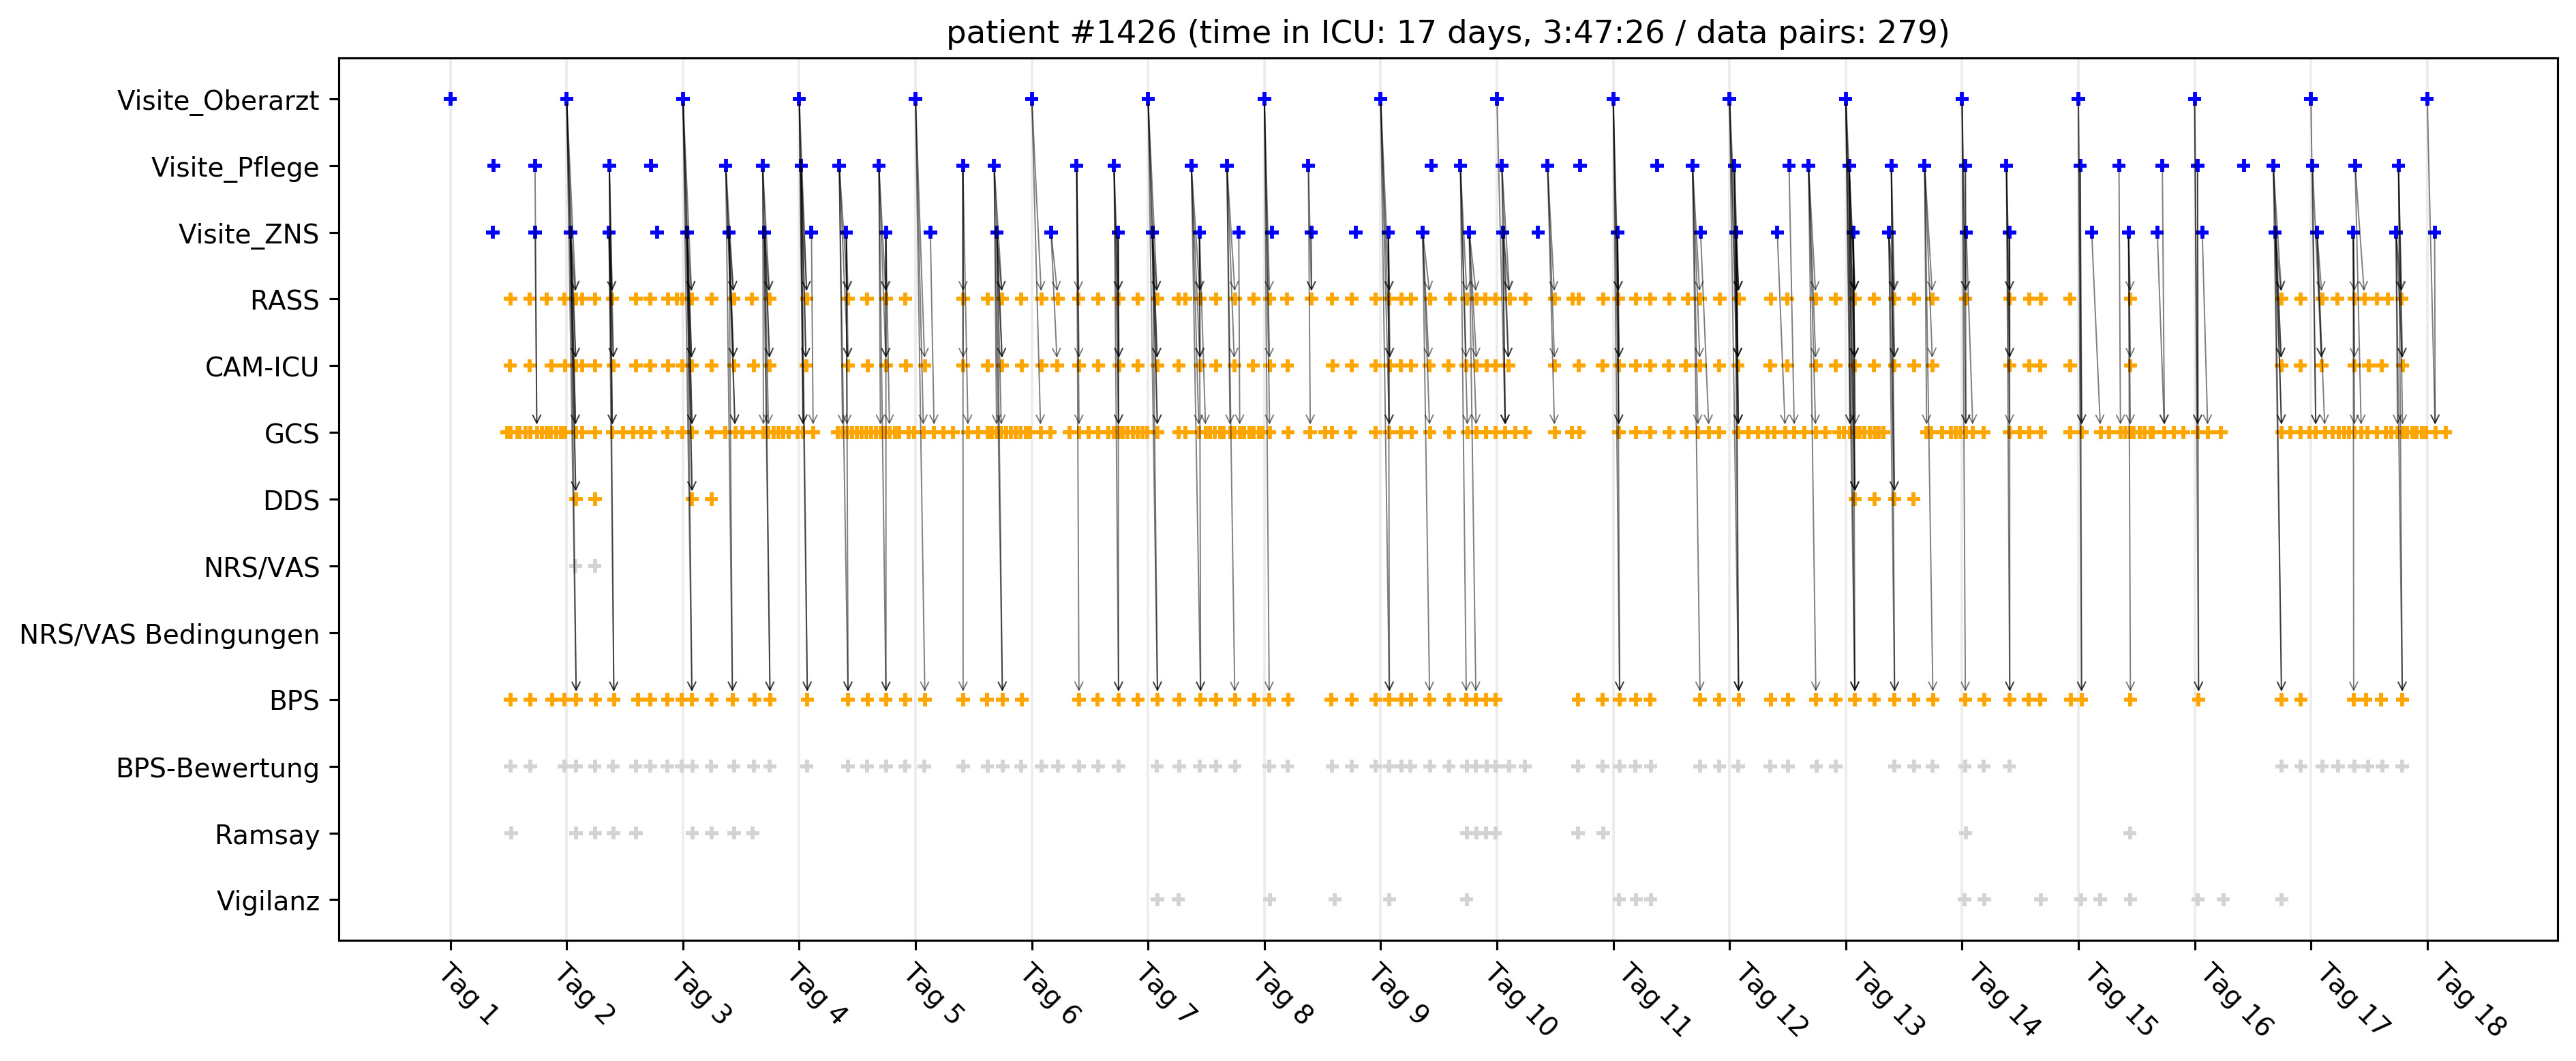 patient #1426 (time in ICU: 17 days, 3:47:26 / data pairs: 279)
Visite_Oberarzt
Visite_Pflege
Visite_ZNS
RASS
CAM-ICU
GCS
DDS
NRS/VAS
NRS/VAS Bedingungen
BPS
BPS-Bewertung
Ramsay
Vigilanz
Tag 1
Tag 2
Tag 3
Tag 4
Tag 5
Tag 6
Tag 7
Tag 8
Tag 9
Tag 10
Tag 11
Tag 12
Tag 13
Tag 14
Tag 15
Tag 16
Tag 17
Tag 18